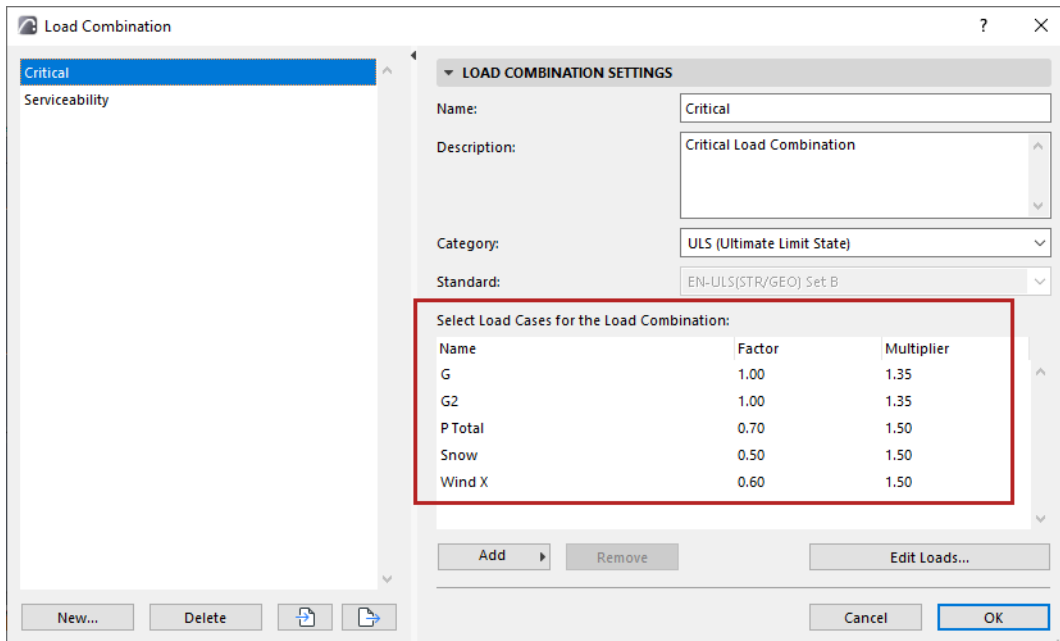 Load Combination
?
Critical
Serviceability
LOAD COMBINATION SETTINGS
Name:
Critical
Description:
Critical Load Combination
Category:
ULS (Ultimate Limit State)
Standard:
EN-ULS(STR/GEO) Set B
Select Load Cases for the Load Combination:
Name Factor Multiplier
G 1.00 1.35
G2 1.00 1.35
P Total 0.70 1.50
Snow 0.50 1.50
Wind X 0.60 1.50
Add Remove Edit Loads...
New... Delete Cancel OK